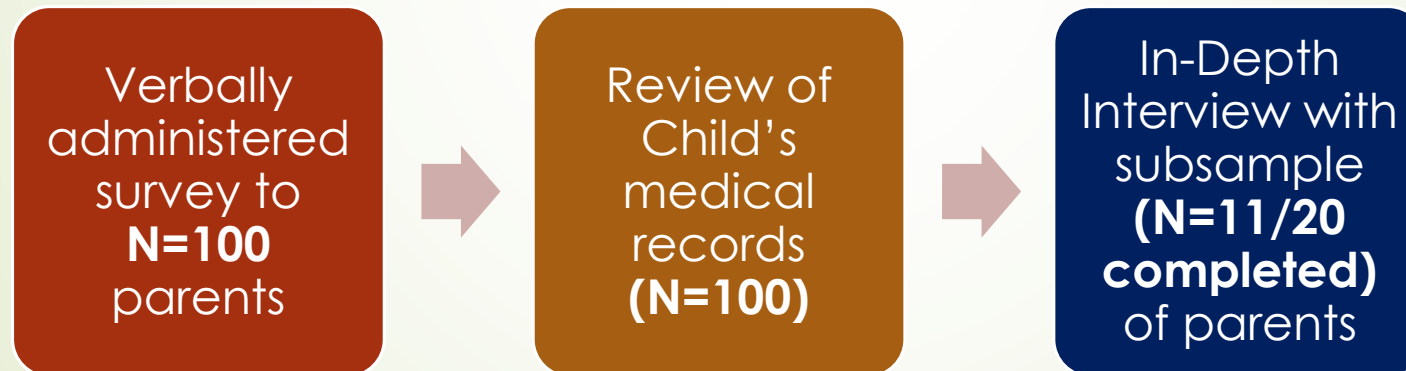 Verbally
administered
survey to
N=100
parents
Review of
Child’s
medical
records
(N=100)
In-Depth
Interview with
subsample
(N=11/20
completed)
of parents